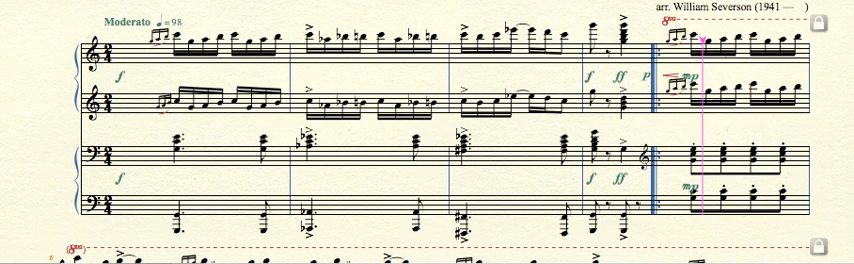 arr. William Severson (1941 — )
Moderato ♩ = 98
8va
f f ff p mp
f f ff mp
6 (8va)